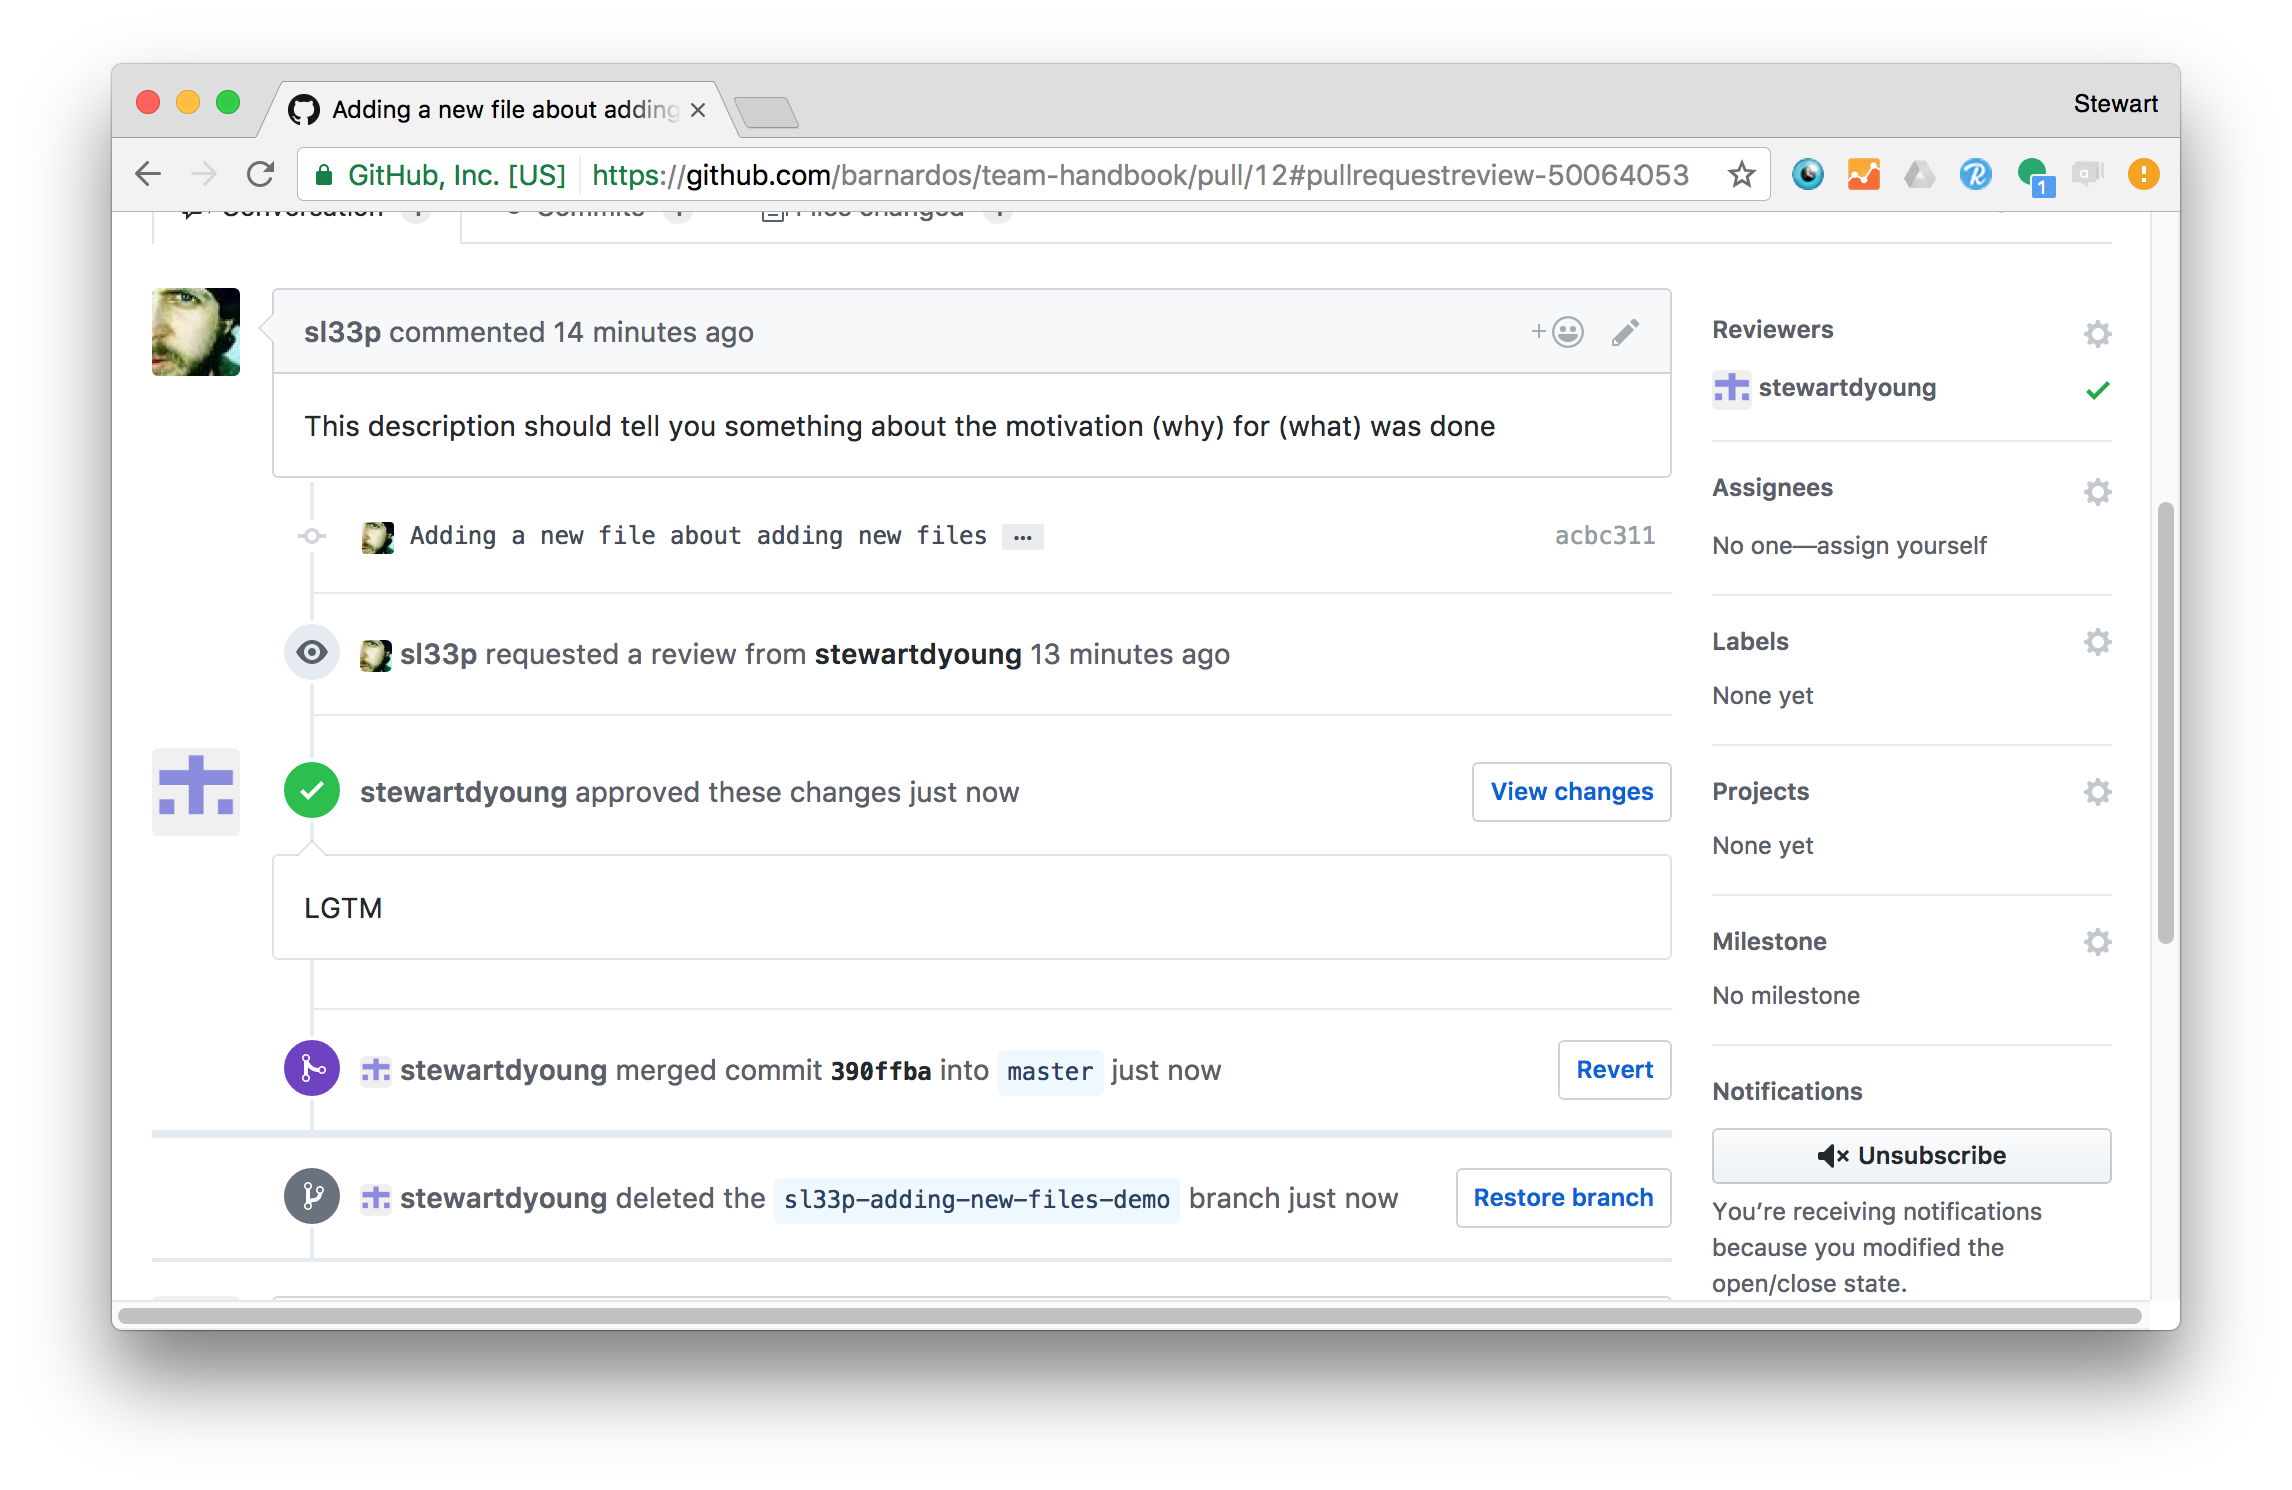 Adding a new file about adding
Stewart
GitHub, Inc. [US] https://github.com/barnardos/team-handbook/pull/12#pullrequestreview-50064053
1
Conversation Commits Files changed
sl33p commented 14 minutes ago
This description should tell you something about the motivation (why) for (what) was done
Adding a new file about adding new files … acbc311
sl33p requested a review from stewartdyoung 13 minutes ago
stewartdyoung approved these changes just now View changes
LGTM
stewartdyoung merged commit 390ffba into master just now Revert
stewartdyoung deleted the sl33p-adding-new-files-demo branch just now Restore branch
Reviewers
stewartdyoung
Assignees
No one—assign yourself
Labels
None yet
Projects
None yet
Milestone
No milestone
Notifications
Unsubscribe
You’re receiving notifications
because you modified the
open/close state.